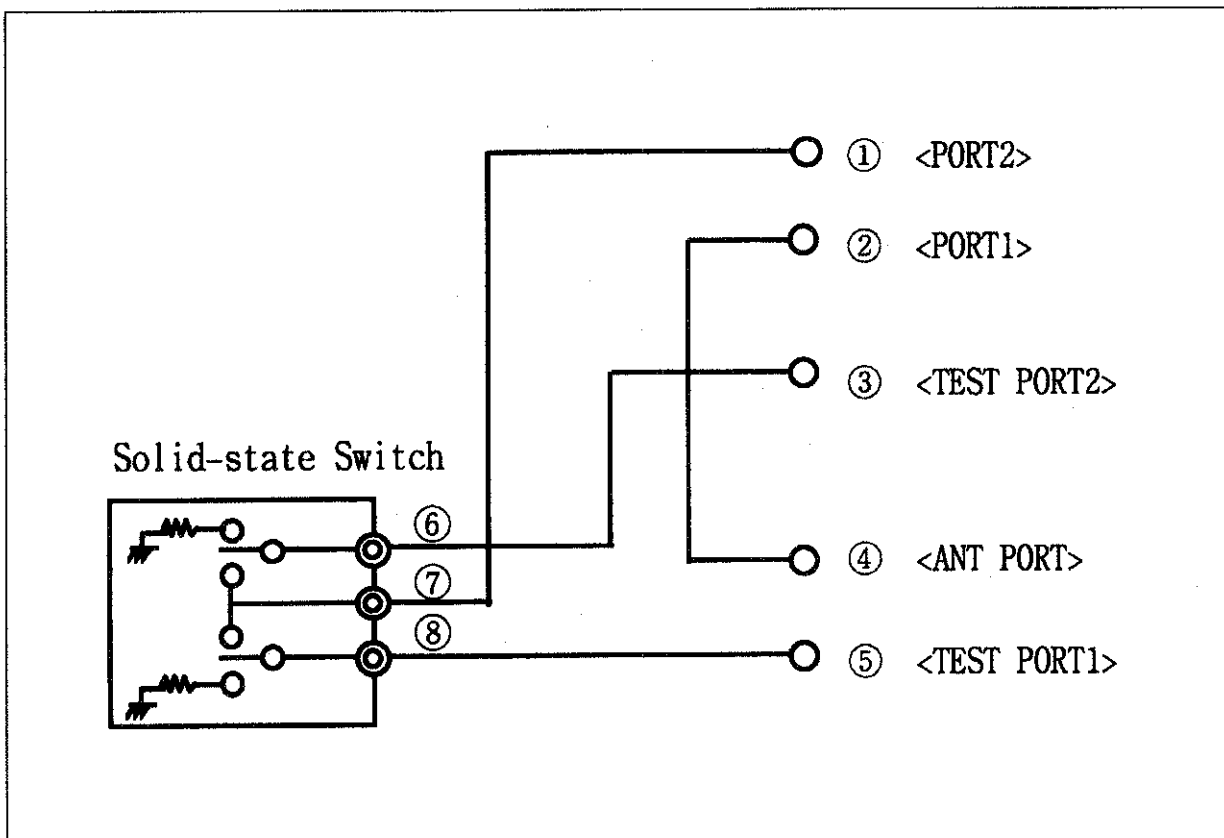 ① <PORT2>
② <PORT1>
③ <TEST PORT2>
Solid-state Switch
⑥
④ <ANT PORT>
⑦
⑧
⑤ <TEST PORT1>